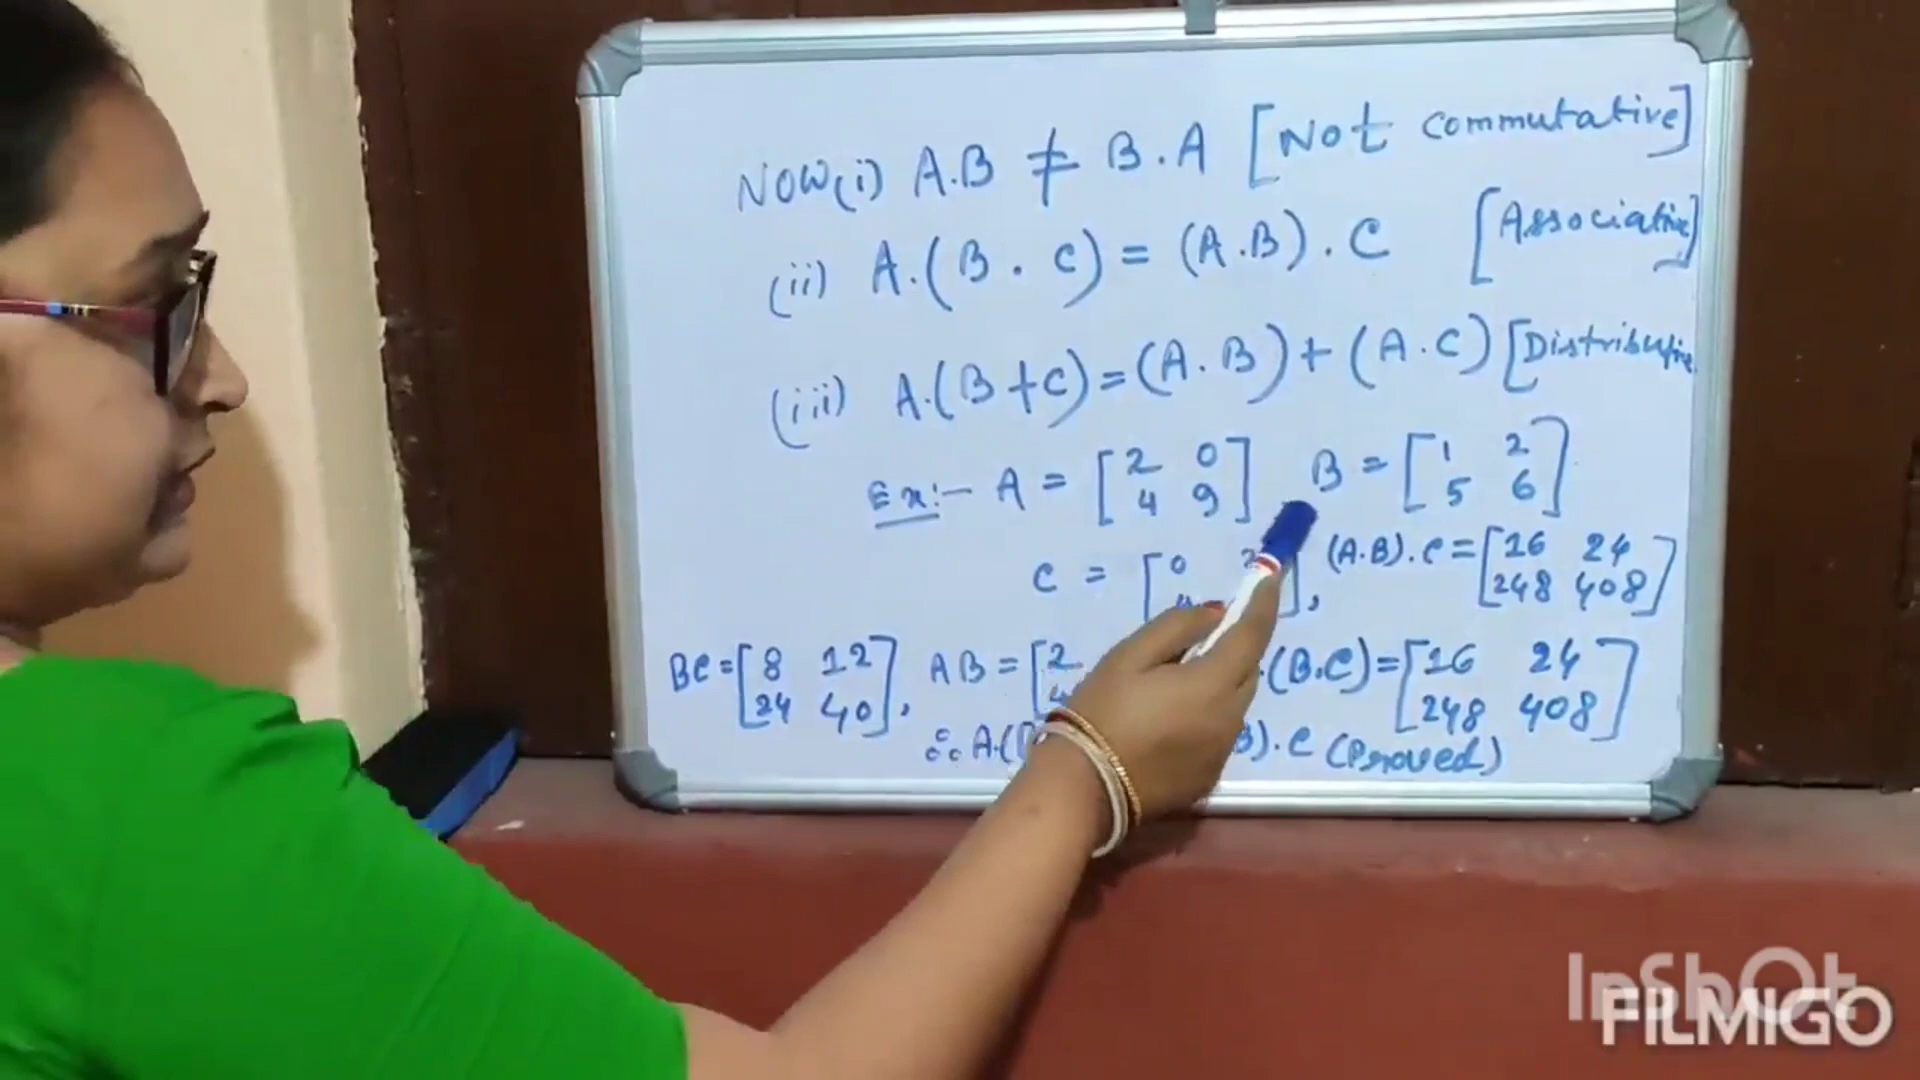 NOW (i) A.B ≠ B.A [Not commutative]
(ii) A.(B.C) = (A.B).C [Associative]
(iii) A.(B+C) = (A.B) + (A.C) [Distributive
Ex:- A = [2 0 B = [1 2
4 9] 5 6]
C = [0 2 (A.B).C = [16 24
], 248 408]
BC = [8 12 AB = [2 .(B.C) = [16 24
24 40], 248 408]
∴ A.( B).C (Proved)
InShOt
FILMIGO